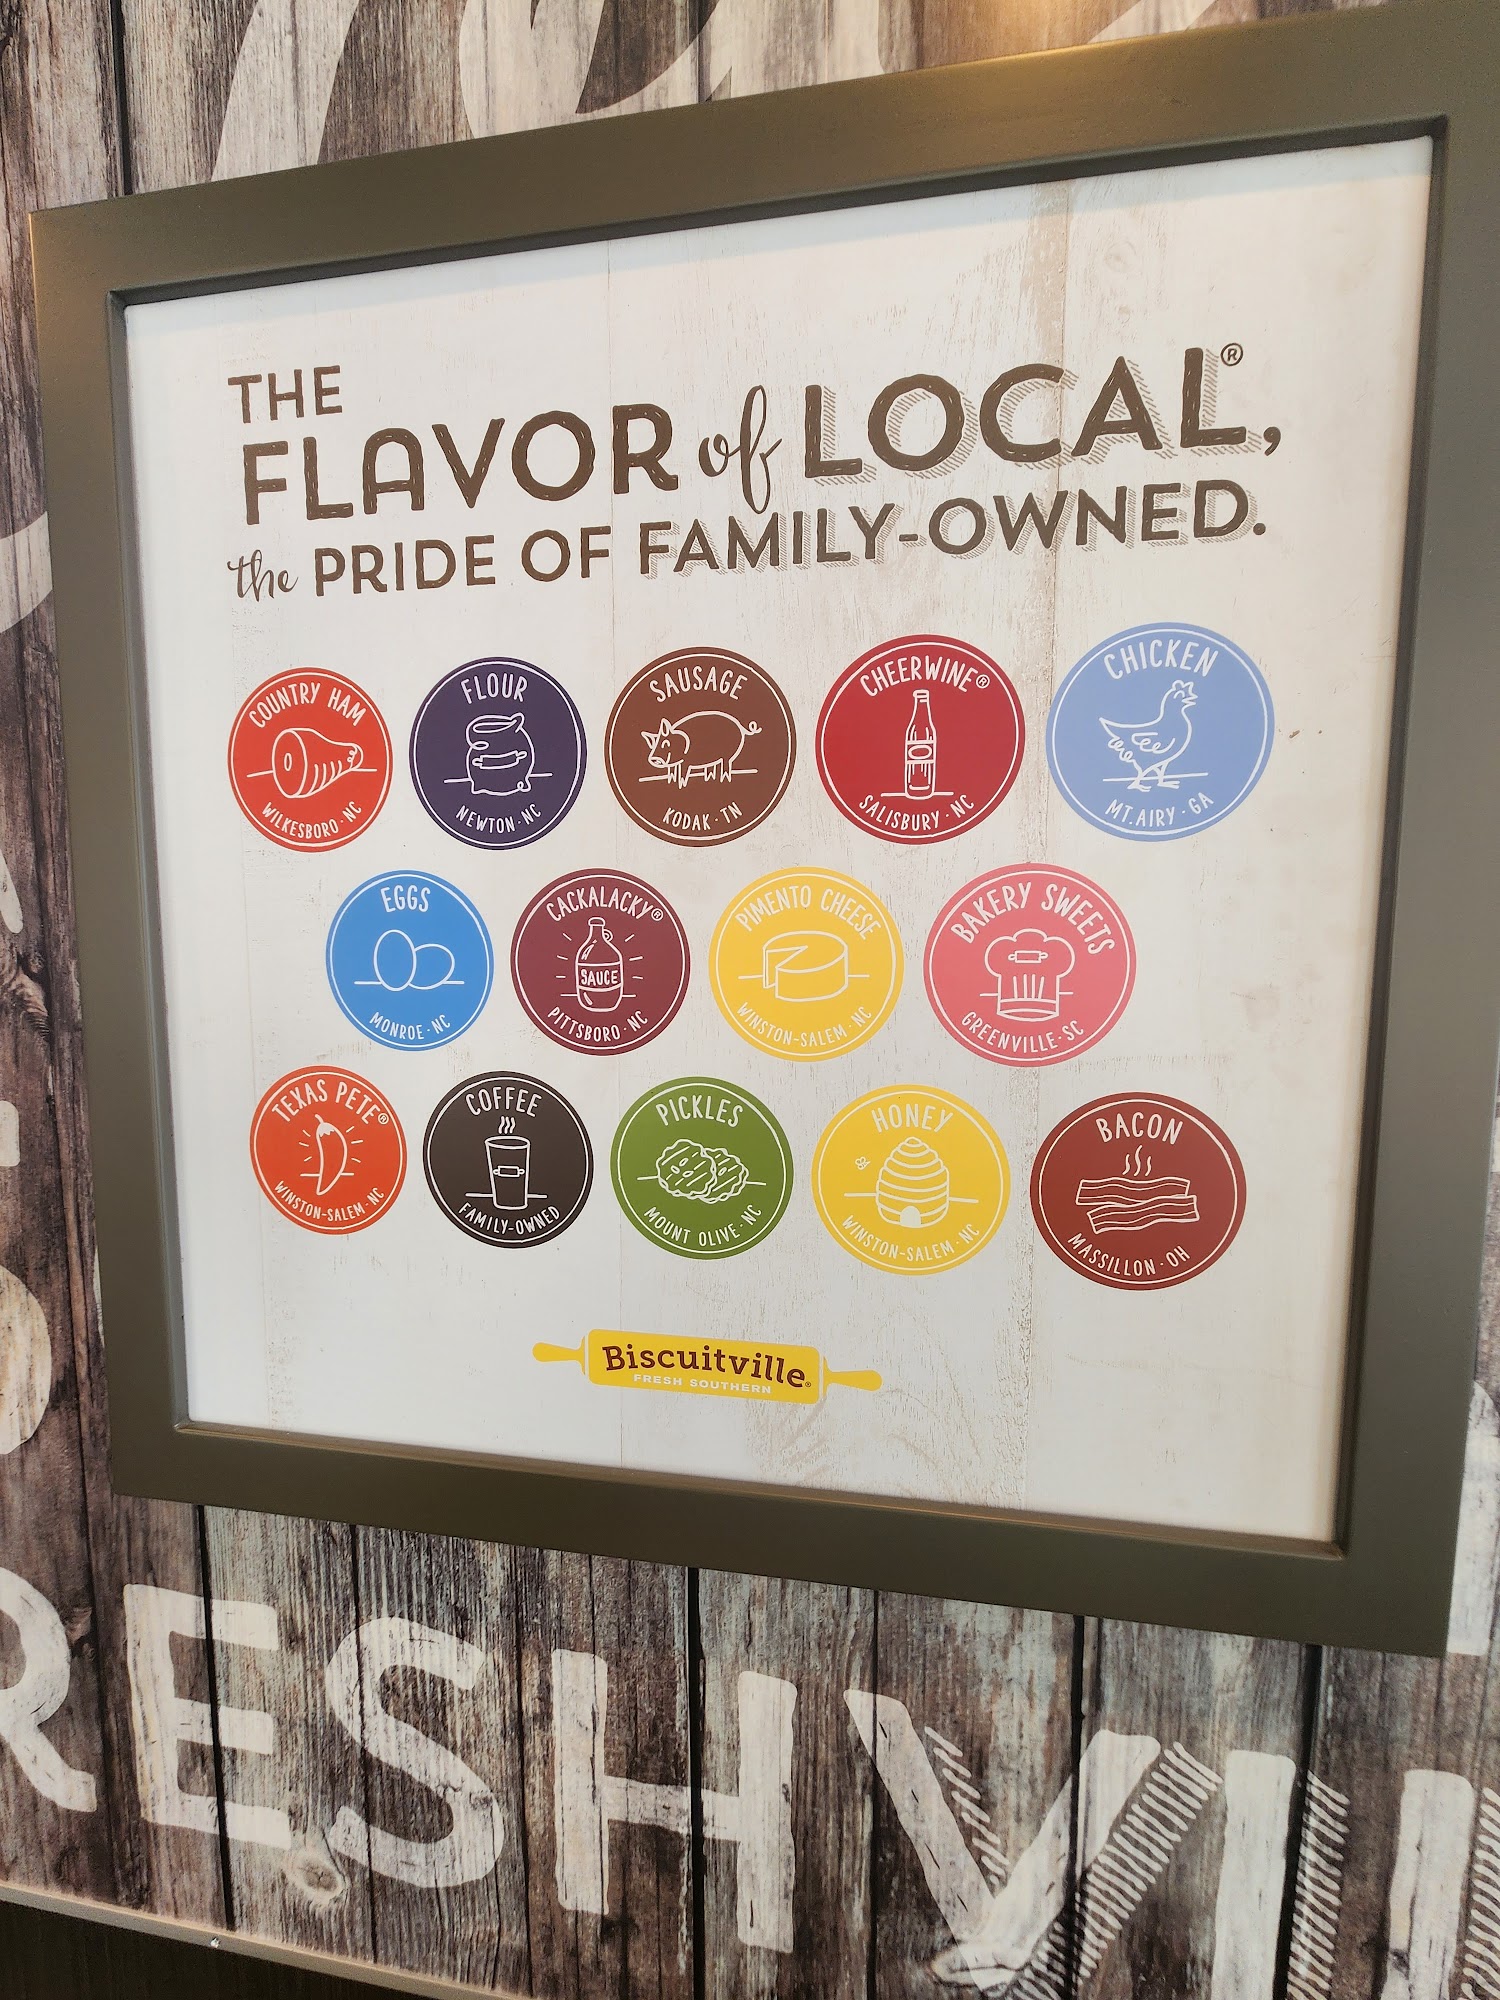 THE
FLAVOR of LOCAL®,
the PRIDE OF FAMILY-OWNED.
COUNTRY HAM
WILKESBORO · NC
FLOUR
NEWTON · NC
SAUSAGE
KODAK · TN
CHEERWINE®
SALISBURY · NC
CHICKEN
MT. AIRY · GA
EGGS
MONROE · NC
CACKALACKY®
SAUCE
PITTSBORO · NC
PIMENTO CHEESE
WINSTON-SALEM · NC
BAKERY SWEETS
GREENVILLE · SC
TEXAS PETE®
WINSTON-SALEM · NC
COFFEE
FAMILY-OWNED
PICKLES
MOUNT OLIVE · NC
HONEY
WINSTON-SALEM · NC
BACON
MASSILLON · OH
Biscuitville®
FRESH SOUTHERN